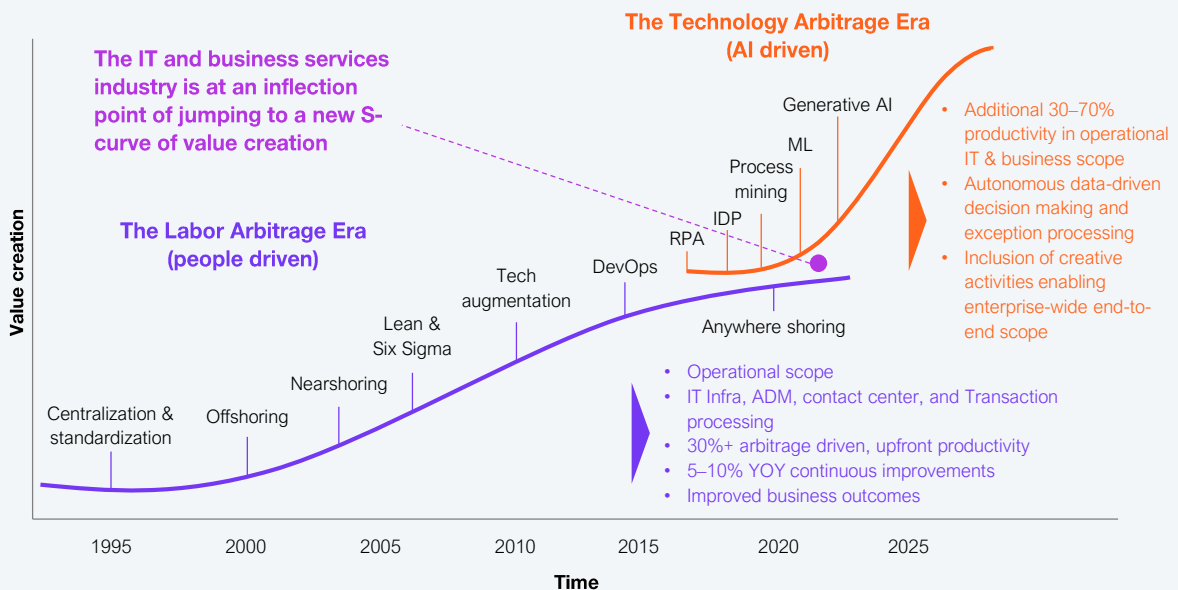 The Technology Arbitrage Era
(AI driven)
The IT and business services
industry is at an inflection
point of jumping to a new S-
curve of value creation
Generative AI
ML
Process
mining
IDP
RPA
• Additional 30–70%
productivity in operational
IT & business scope
• Autonomous data-driven
decision making and
exception processing
• Inclusion of creative
activities enabling
enterprise-wide end-to-
end scope
The Labor Arbitrage Era
(people driven)
DevOps
Tech
augmentation
Lean &
Six Sigma
Nearshoring
Offshoring
Centralization &
standardization
Anywhere shoring
• Operational scope
• IT Infra, ADM, contact center, and Transaction
processing
• 30%+ arbitrage driven, upfront productivity
• 5–10% YOY continuous improvements
• Improved business outcomes
Value creation
1995 2000 2005 2010 2015 2020 2025
Time